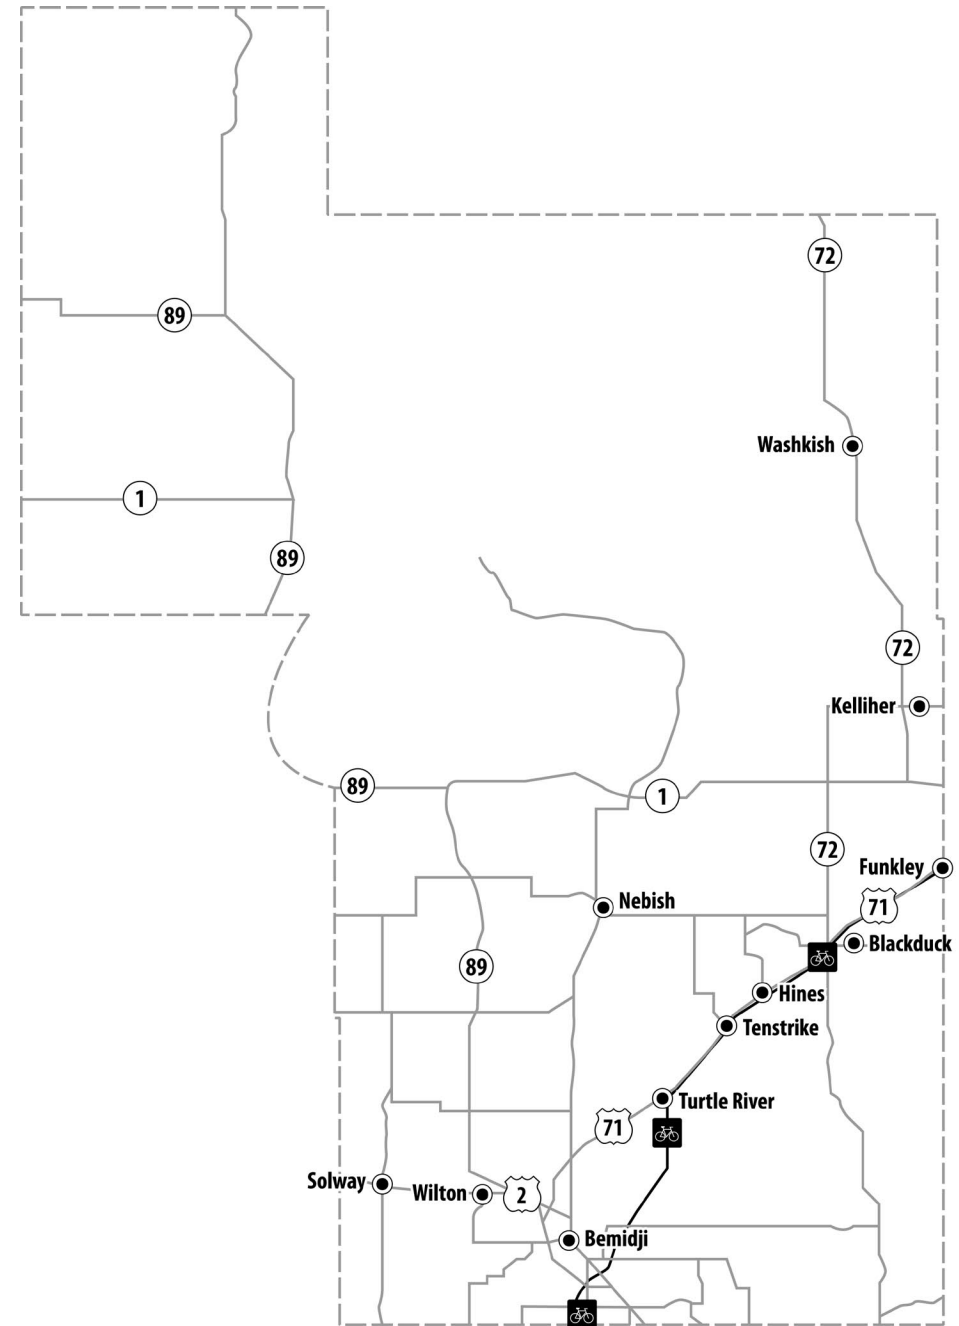 72
89
Washkish
1
89
72
Kelliher
89
1
72
Funkley
71
Nebish
Blackduck
89
Hines
Tenstrike
Turtle River
71
Solway
Wilton
2
Bemidji